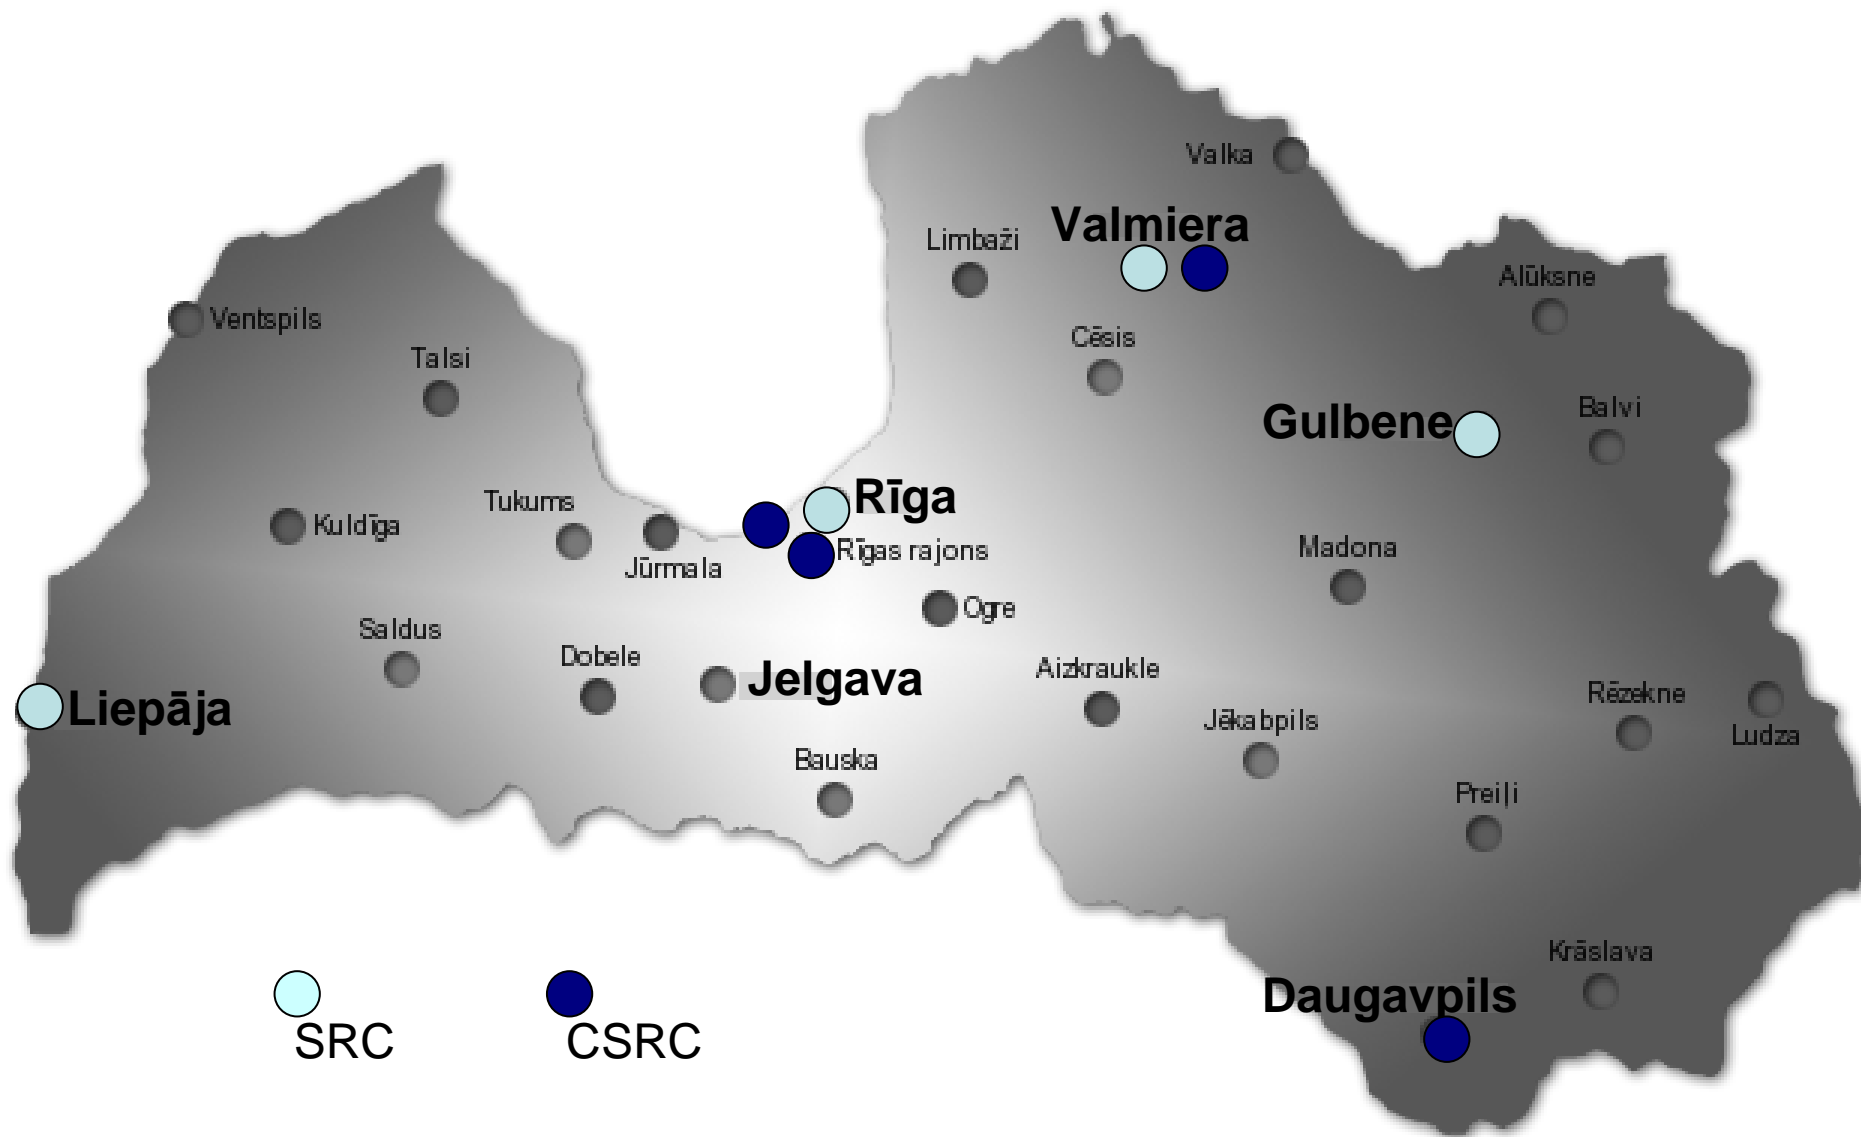 Valka
Valmiera
Limbaži
Alūksne
Ventspils
Cēsis
Talsi
Balvi
Gulbene
Rīga
Tukums
Kuldīga
Rīgas rajons
Madona
Jūrmala
Ogre
Saldus
Dobele
Aizkraukle
Jelgava
Rēzekne
Liepāja
Jēkabpils
Ludza
Bauska
Preiļi
Krāslava
Daugavpils
SRC
CSRC